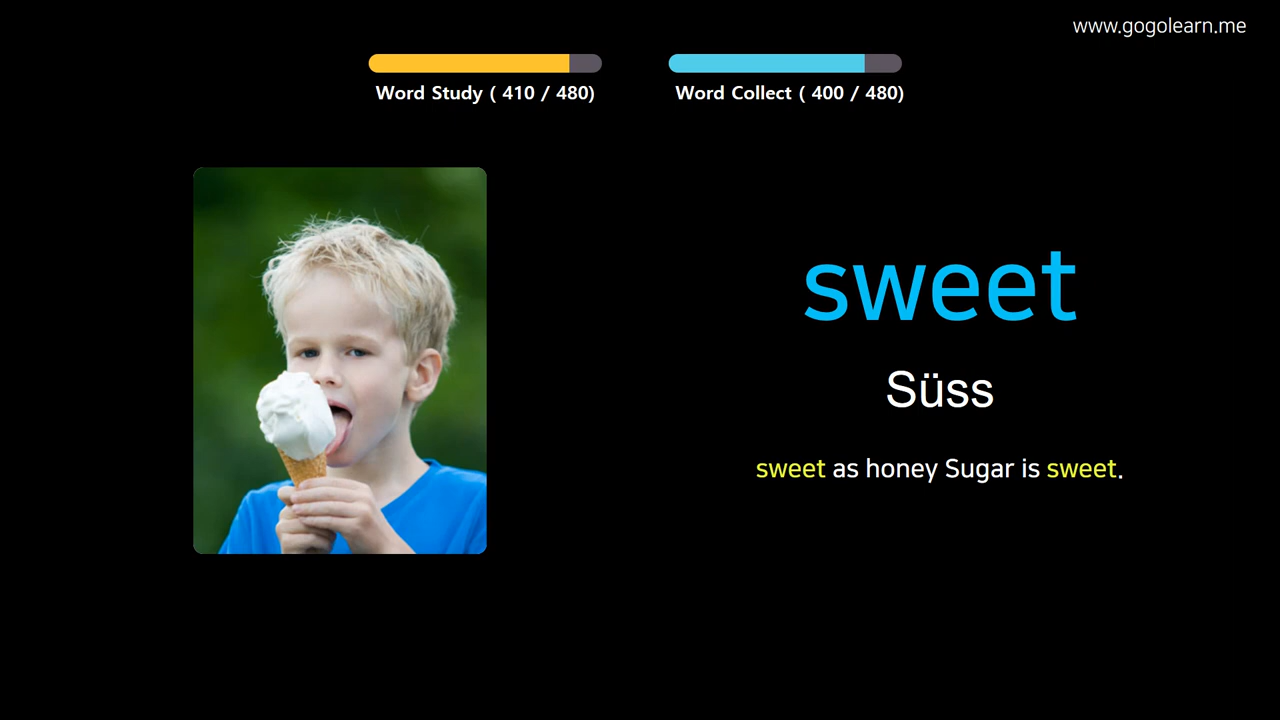 www.gogolearn.me
Word Study ( 410 / 480)
Word Collect ( 400 / 480)
sweet
Süss
sweet as honey Sugar is sweet.